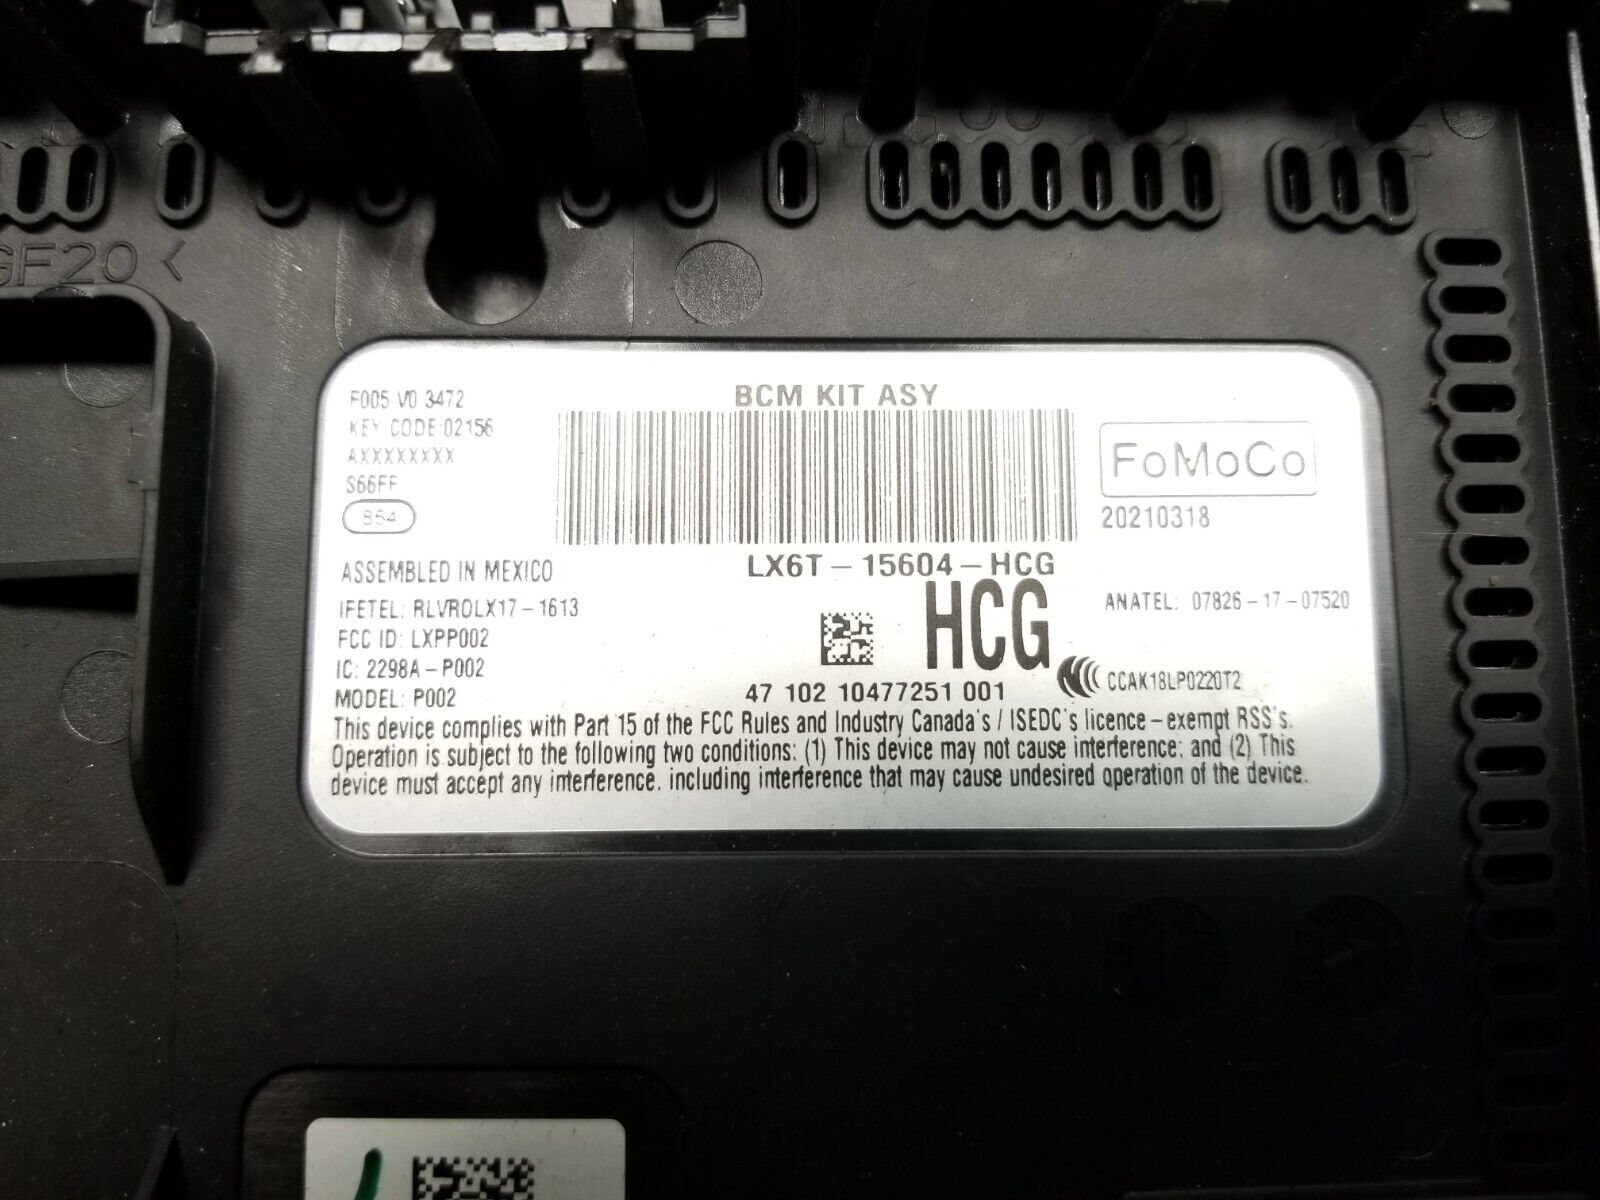 GF20 <
F005 V0 3472
KEY CODE:02156
AXXXXXXXX
S66FF
854
BCM KIT ASY
FoMoCo
20210318
LX6T-15604-HCG
HCG
ASSEMBLED IN MEXICO
IFETEL: RLVROLX17-1613
FCC ID: LXPP002
IC: 2298A-P002
MODEL: P002
ANATEL: 07826-17-07520
47 102 10477251 001
CCAK18LP0220T2
This device complies with Part 15 of the FCC Rules and Industry Canada's / ISEDC's licence-exempt RSS's.
Operation is subject to the following two conditions: (1) This device may not cause interference; and (2) This
device must accept any interference. including interference that may cause undesired operation of the device.